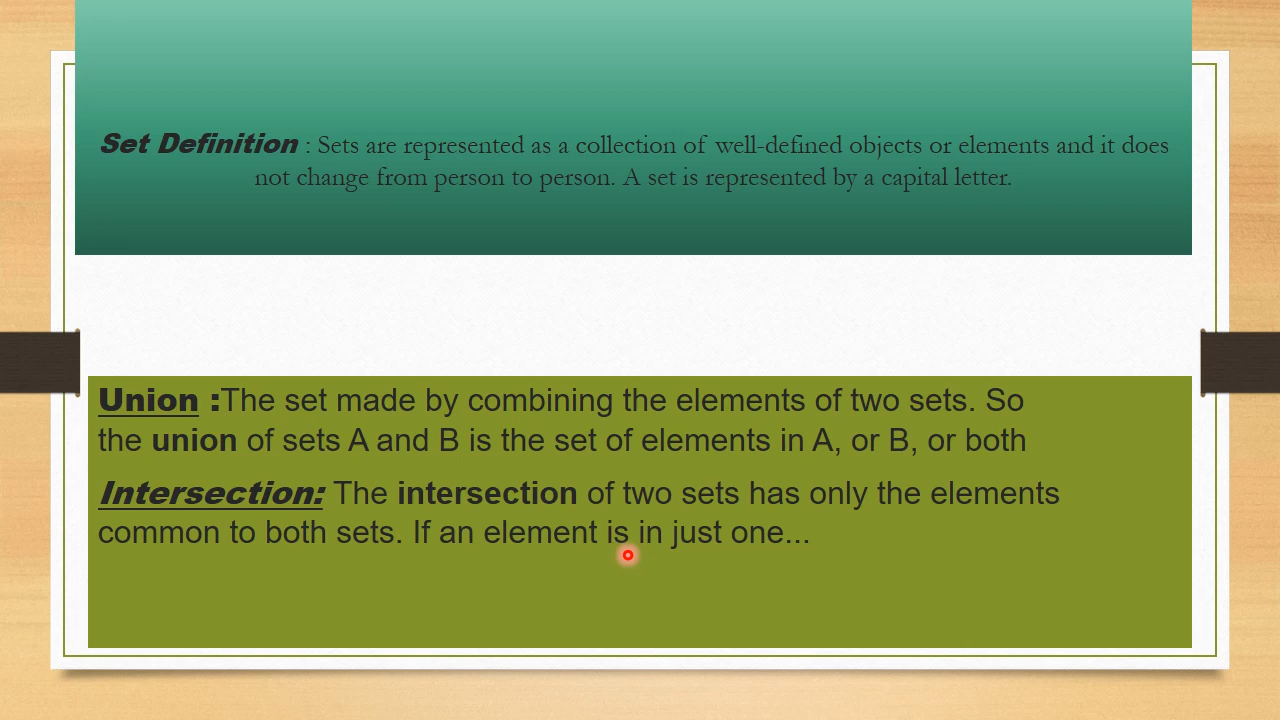 Set Definition : Sets are represented as a collection of well-defined objects or elements and it does
not change from person to person. A set is represented by a capital letter.
Union :The set made by combining the elements of two sets. So
the union of sets A and B is the set of elements in A, or B, or both
Intersection: The intersection of two sets has only the elements
common to both sets. If an element is in just one...